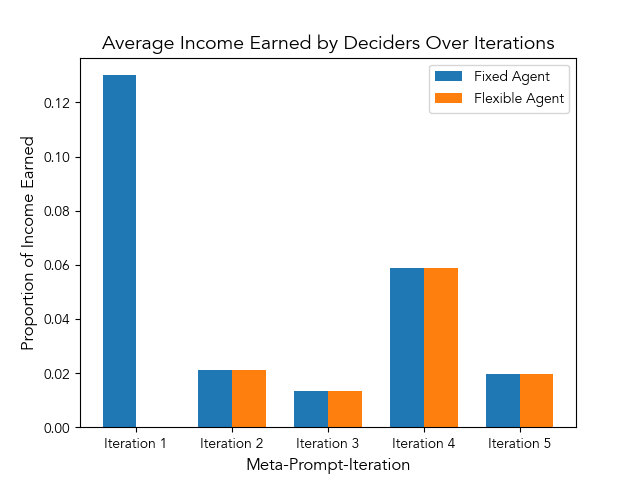 Average Income Earned by Deciders Over Iterations
Fixed Agent
Flexible Agent
Proportion of Income Earned
0.12
0.10
0.08
0.06
0.04
0.02
0.00
Iteration 1 Iteration 2 Iteration 3 Iteration 4 Iteration 5
Meta-Prompt-Iteration